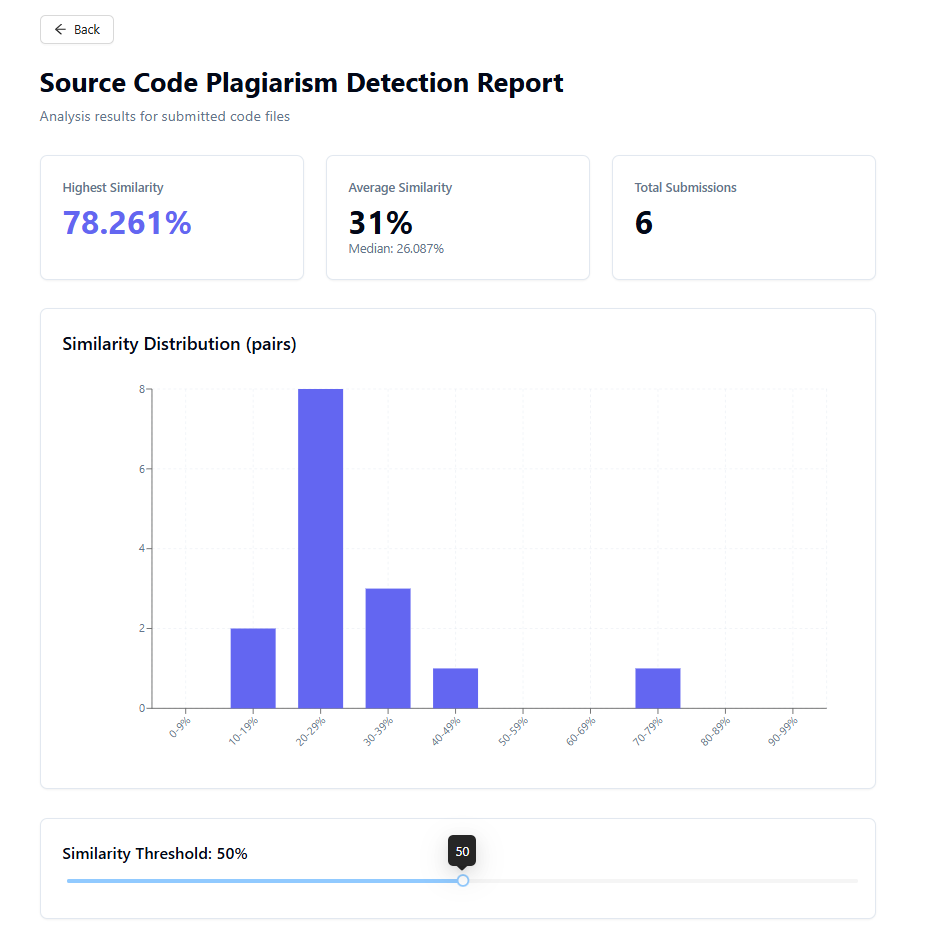 Back
Source Code Plagiarism Detection Report
Analysis results for submitted code files
Highest Similarity
78.261%
Average Similarity
31%
Median: 26.087%
Total Submissions
6
Similarity Distribution (pairs)
8
6
4
2
0
0-9%
10-19%
20-29%
30-39%
40-49%
50-59%
60-69%
70-79%
80-89%
90-99%
50
Similarity Threshold: 50%